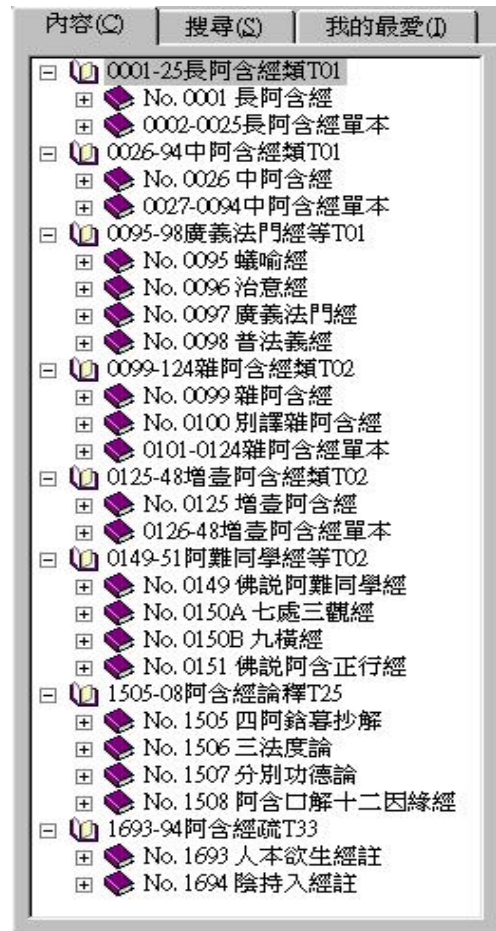 內容(C) 搜尋(S) 我的最愛(I)
0001-25長阿含經類T01
No. 0001 長阿含經
0002-0025長阿含經單本
0026-94中阿含經類T01
No. 0026 中阿含經
0027-0094中阿含經單本
0095-98廣義法門經等T01
No. 0095 蟻喻經
No. 0096 治意經
No. 0097 廣義法門經
No. 0098 普法義經
0099-124雜阿含經類T02
No. 0099 雜阿含經
No. 0100 別譯雜阿含經
0101-0124雜阿含經單本
0125-48增壹阿含經類T02
No. 0125 增壹阿含經
0126-48增壹阿含經單本
0149-51阿難同學經等T02
No. 0149 佛說阿難同學經
No. 0150A 七處三觀經
No. 0150B 九橫經
No. 0151 佛說阿含正行經
1505-08阿含經論釋T25
No. 1505 四阿鋡暮抄解
No. 1506 三法度論
No. 1507 分別功德論
No. 1508 阿含口解十二因緣經
1693-94阿含經疏T33
No. 1693 人本欲生經註
No. 1694 陰持入經註